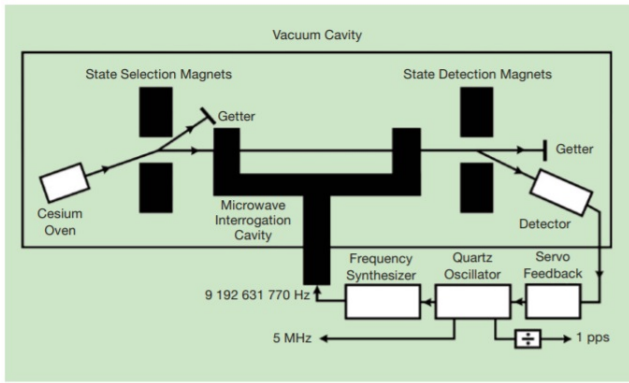 Vacuum Cavity
State Selection Magnets
State Detection Magnets
Getter
Getter
Cesium
Oven
Microwave
Interrogation
Cavity
Detector
Frequency
Synthesizer
Quartz
Oscillator
Servo
Feedback
9 192 631 770 Hz
5 MHz
÷
1 pps